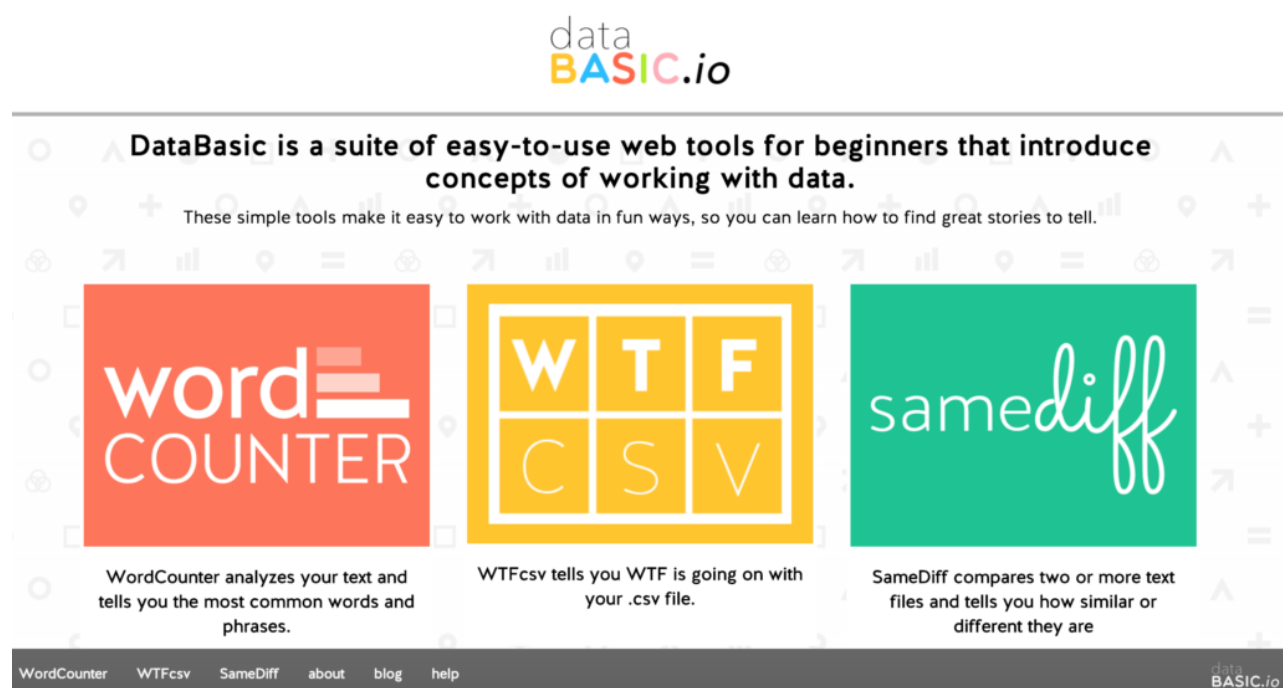 data
BASIC.io
DataBasic is a suite of easy-to-use web tools for beginners that introduce
concepts of working with data.
These simple tools make it easy to work with data in fun ways, so you can learn how to find great stories to tell.
word
COUNTER
W T F
C S V
samediff
WordCounter analyzes your text and
tells you the most common words and
phrases.
WTFcsv tells you WTF is going on with
your .csv file.
SameDiff compares two or more text
files and tells you how similar or
different they are
WordCounter WTFcsv SameDiff about blog help
data
BASIC.io